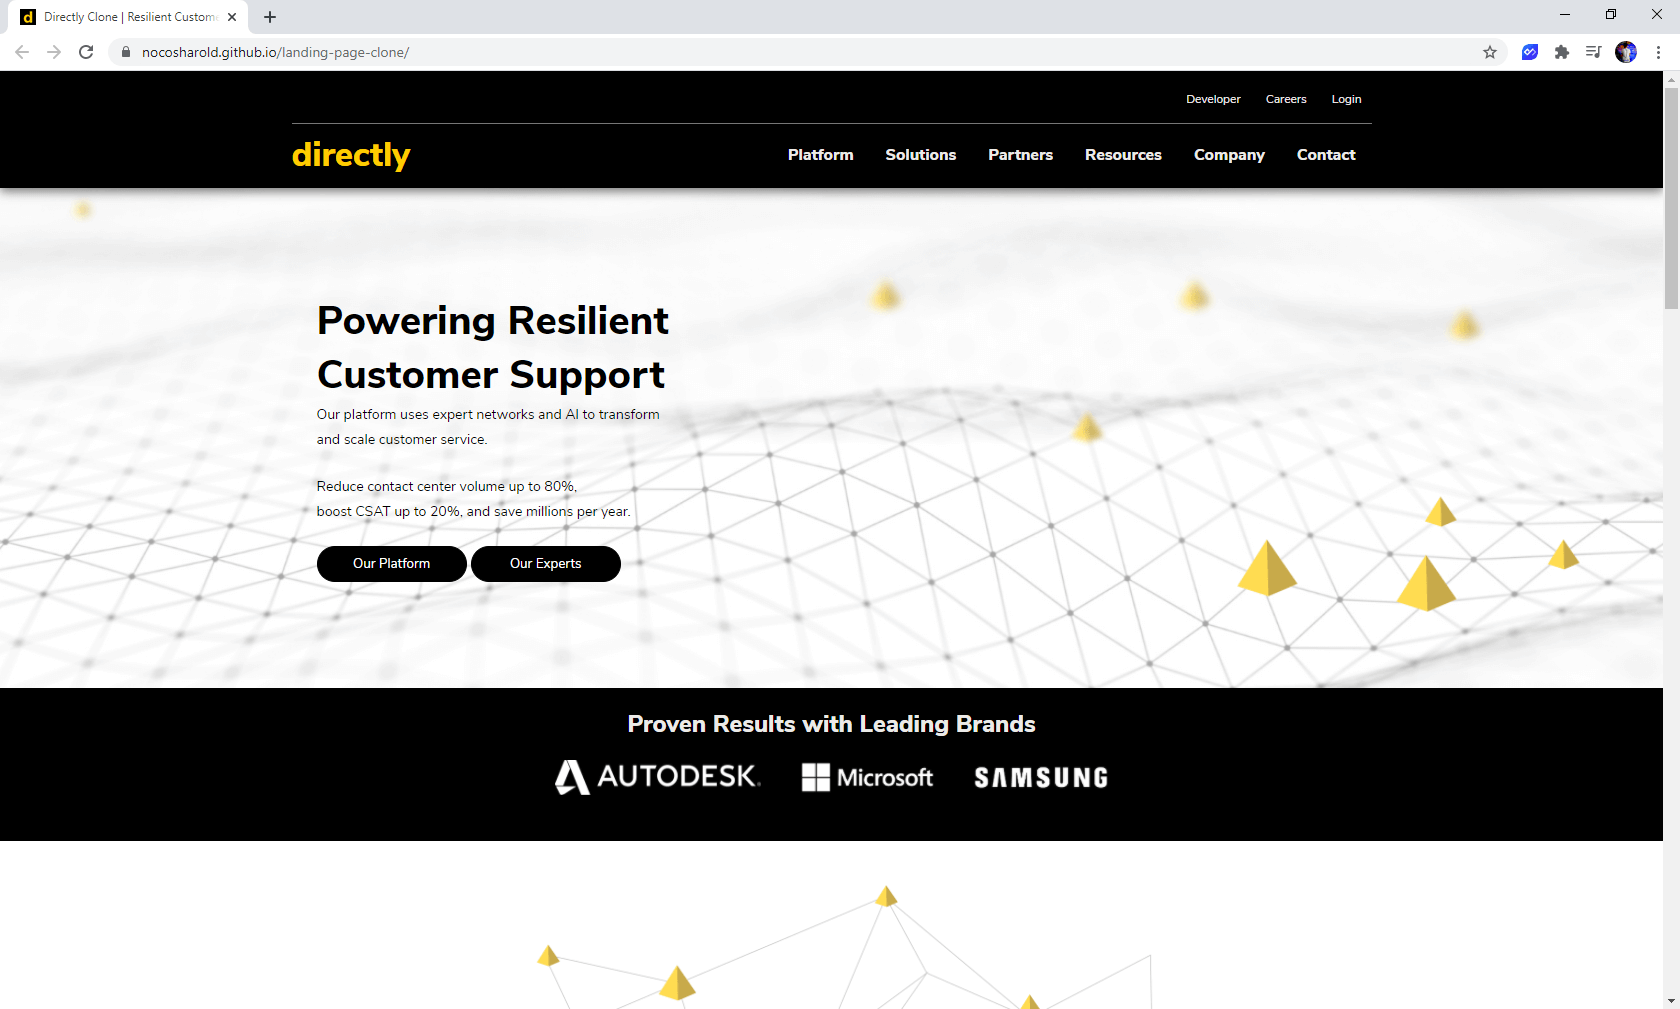 Directly Clone | Resilient Custome
nocosharold.github.io/landing-page-clone/
Developer Careers Login
directly
Platform Solutions Partners Resources Company Contact
Powering Resilient
Customer Support
Our platform uses expert networks and AI to transform
and scale customer service.
Reduce contact center volume up to 80%,
boost CSAT up to 20%, and save millions per year.
Our Platform Our Experts
Proven Results with Leading Brands
AUTODESK. Microsoft SAMSUNG